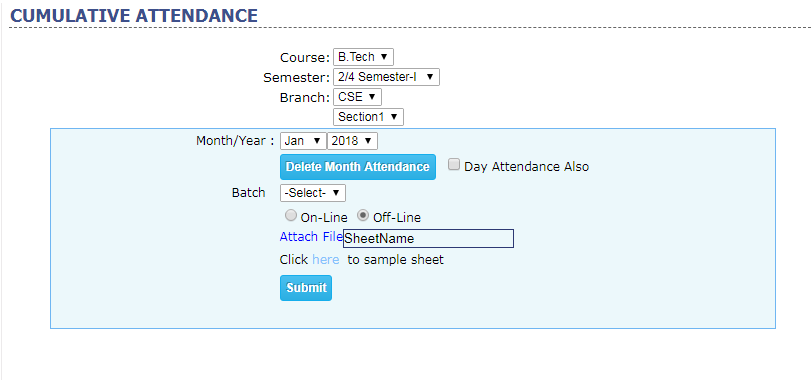 CUMULATIVE ATTENDANCE
Course: B.Tech
Semester: 2/4 Semester-I
Branch: CSE
Section1
Month/Year : Jan 2018
Delete Month Attendance Day Attendance Also
Batch -Select-
On-Line Off-Line
Attach File SheetName
Click here to sample sheet
Submit